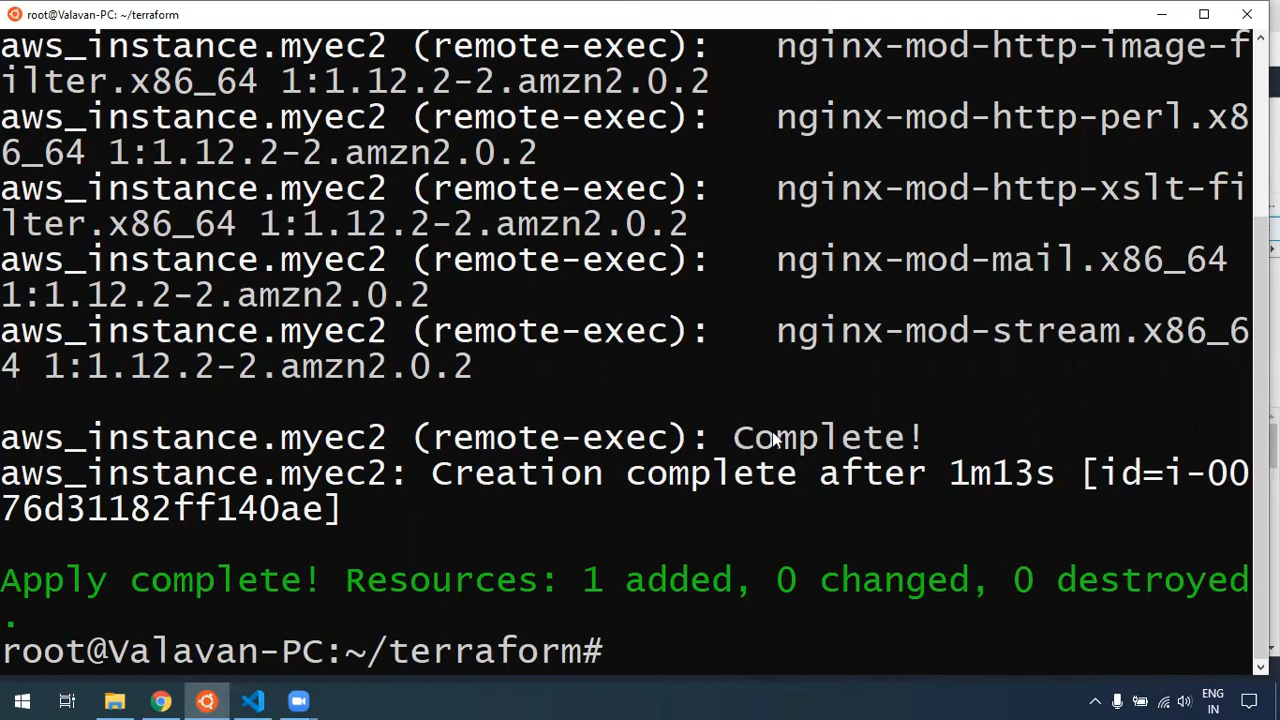 root@Valavan-PC: ~/terraform
aws_instance.myec2 (remote-exec):   nginx-mod-http-image-f
ilter.x86_64 1:1.12.2-2.amzn2.0.2
aws_instance.myec2 (remote-exec):   nginx-mod-http-perl.x8
6_64 1:1.12.2-2.amzn2.0.2
aws_instance.myec2 (remote-exec):   nginx-mod-http-xslt-fi
lter.x86_64 1:1.12.2-2.amzn2.0.2
aws_instance.myec2 (remote-exec):   nginx-mod-mail.x86_64
1:1.12.2-2.amzn2.0.2
aws_instance.myec2 (remote-exec):   nginx-mod-stream.x86_6
4 1:1.12.2-2.amzn2.0.2
aws_instance.myec2 (remote-exec): Complete!
aws_instance.myec2: Creation complete after 1m13s [id=i-00
76d31182ff140ae]
Apply complete! Resources: 1 added, 0 changed, 0 destroyed
.
root@Valavan-PC:~/terraform#
ENG
IN